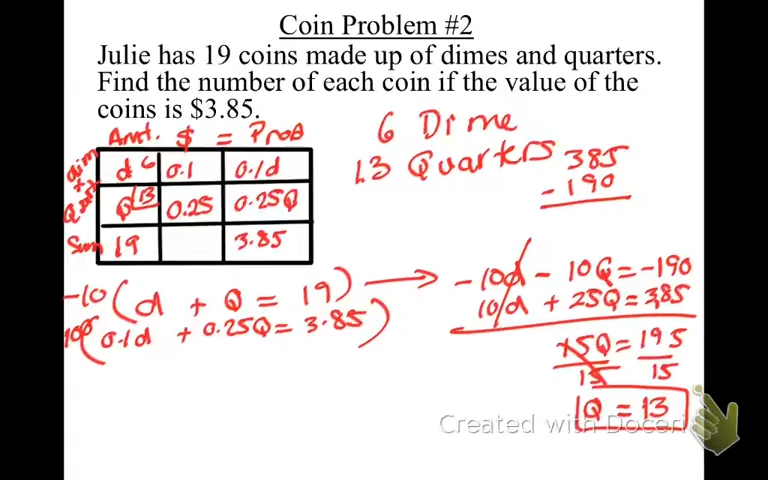 Coin Problem #2
Julie has 19 coins made up of dimes and quarters.
Find the number of each coin if the value of the
coins is $3.85.
Amt. $ = Prod
6 Dime
13 Quarters
385
-190
d 6 0.1 0.1d
Q 13 0.25 0.25Q
Sum 19 3.85
-10(d + Q = 19)
-10d - 10Q = -190
100(0.1d + 0.25Q = 3.85)
10d + 25Q = 385
15Q = 195
15 15
1Q = 13
Created with Doceri